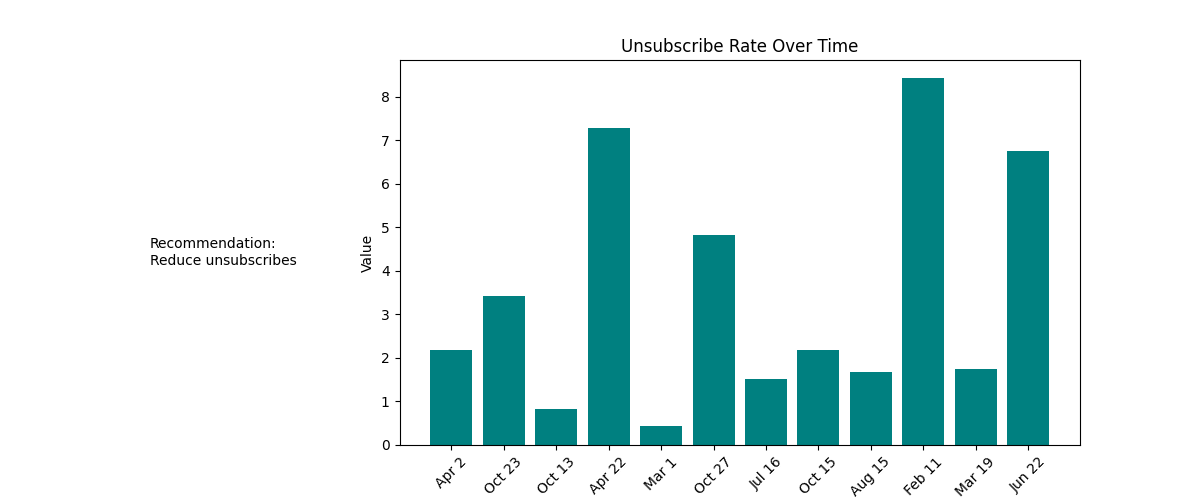 Unsubscribe Rate Over Time
Recommendation:
Reduce unsubscribes
Value
8
7
6
5
4
3
2
1
0
Apr 2
Oct 23
Oct 13
Apr 22
Mar 1
Oct 27
Jul 16
Oct 15
Aug 15
Feb 11
Mar 19
Jun 22